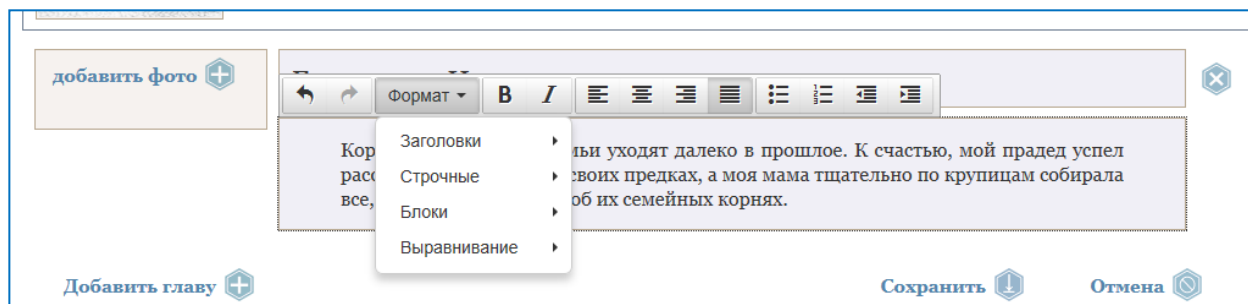 добавить фото
Формат
B I
Заголовки
Строчные
Блоки
Выравнивание
Кор ьи уходят далеко в прошлое. К счастью, мой прадед успел
расс своих предках, а моя мама тщательно по крупицам собирала
все, об их семейных корнях.
Добавить главу
Сохранить
Отмена